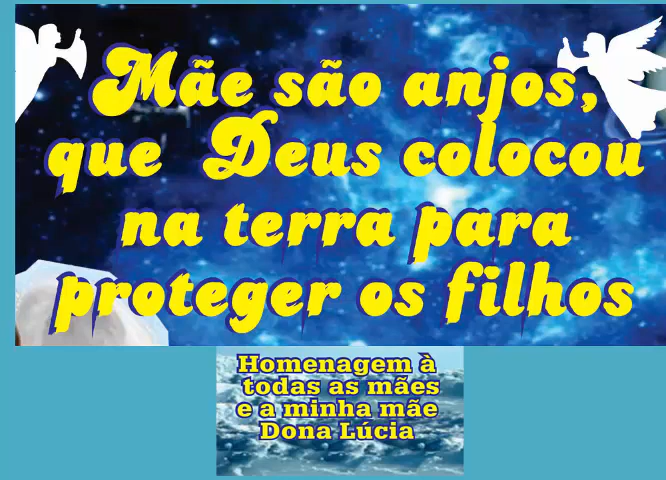 Mãe são anjos,
que Deus colocou
na terra para
proteger os filhos
Homenagem à
todas as mães
e a minha mãe
Dona Lúcia